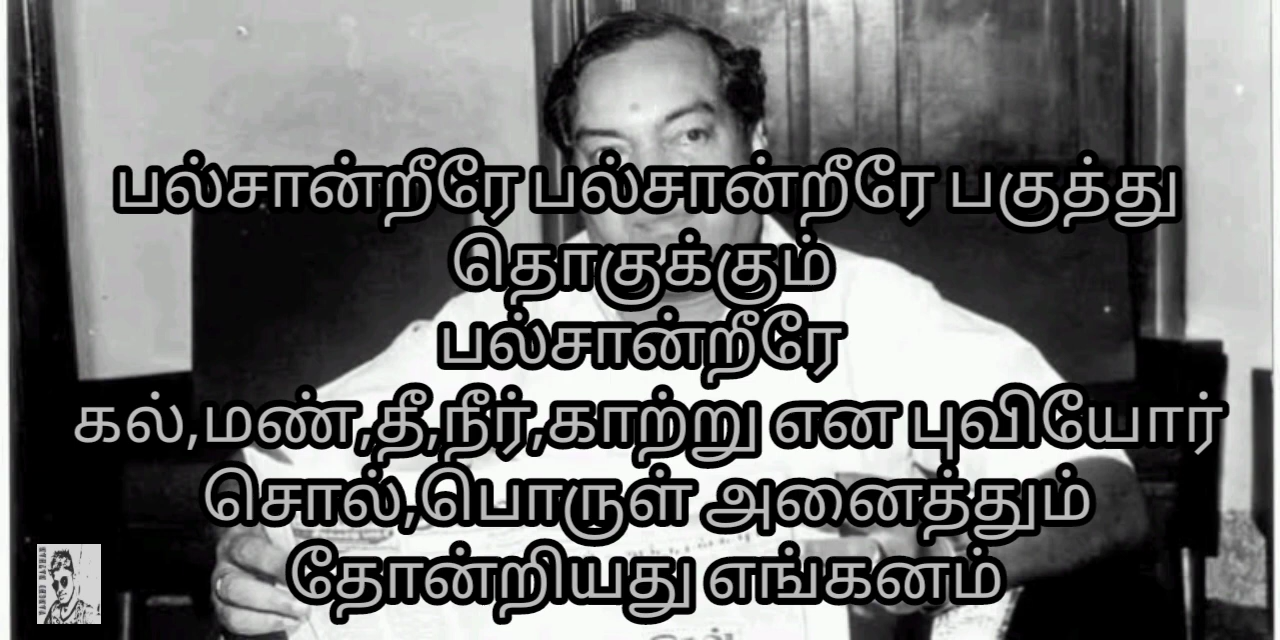 பல்சான்றீரே பல்சான்றீரே பகுத்து
தொகுக்கும்
பல்சான்றீரே
கல்,மண்,தீ,நீர்,காற்று என புவியோர்
சொல்,பொருள் அனைத்தும்
தோன்றியது எங்கனம்